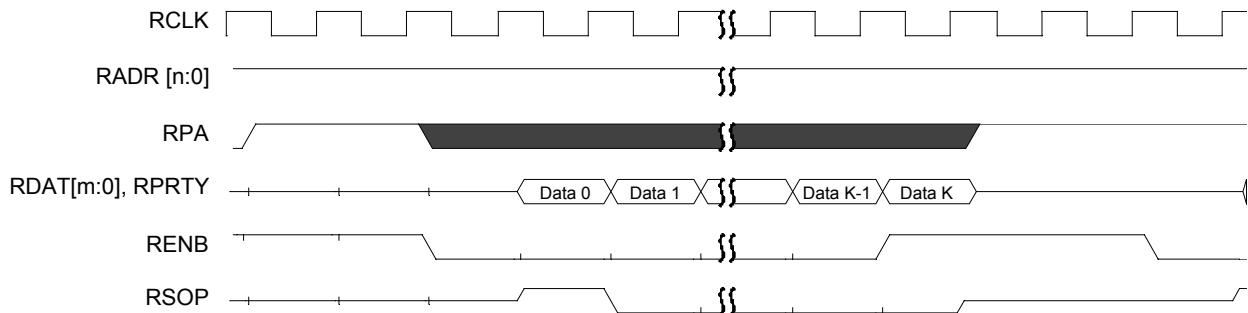 RCLK
RADR [n:0]
RPA
RDAT[m:0], RPRTY
Data 0 Data 1 Data K-1 Data K
RENB
RSOP